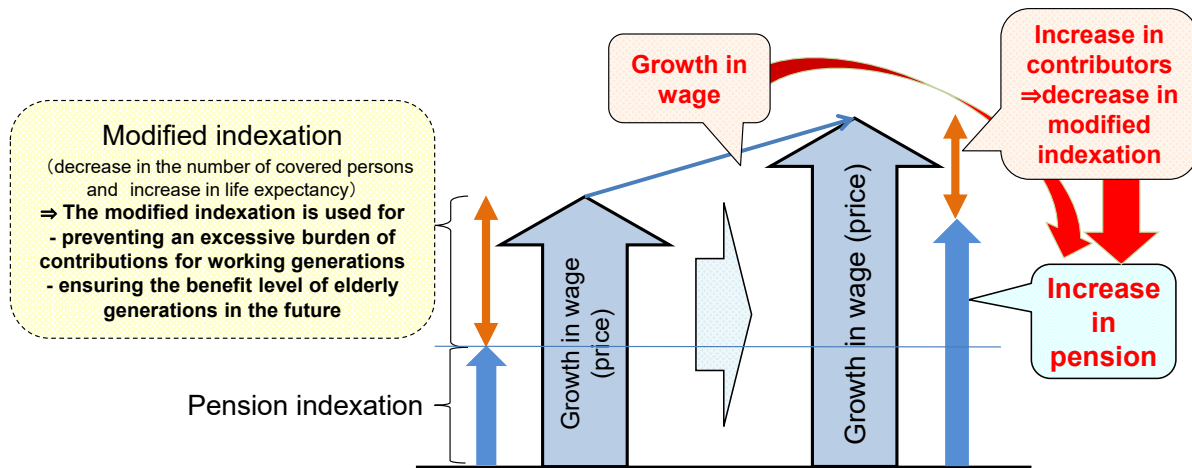 Modified indexation
（decrease in the number of covered persons
and increase in life expectancy）
⇒ The modified indexation is used for
- preventing an excessive burden of
contributions for working generations
- ensuring the benefit level of elderly
generations in the future
Pension indexation
Growth in wage
(price)
Growth in
wage
Growth in wage (price)
Increase in
contributors
⇒decrease in
modified
indexation
Increase
in
pension